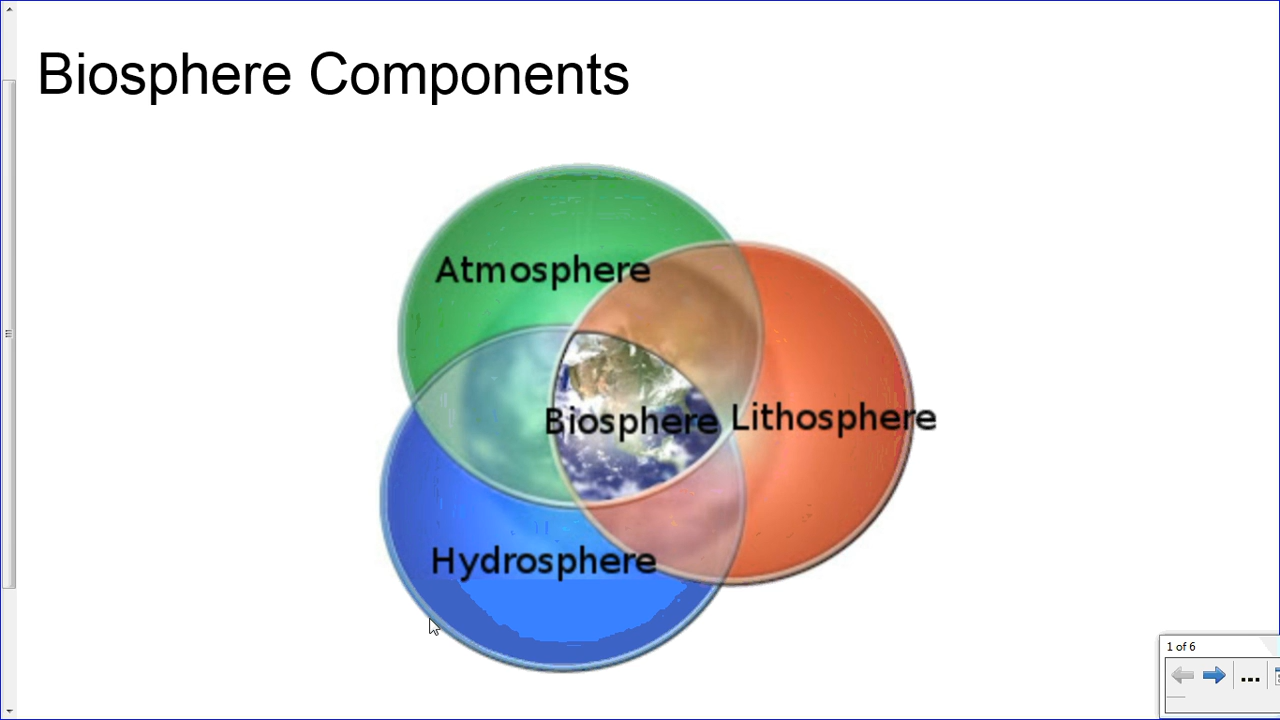 Biosphere Components
Atmosphere
Biosphere
Lithosphere
Hydrosphere
1 of 6